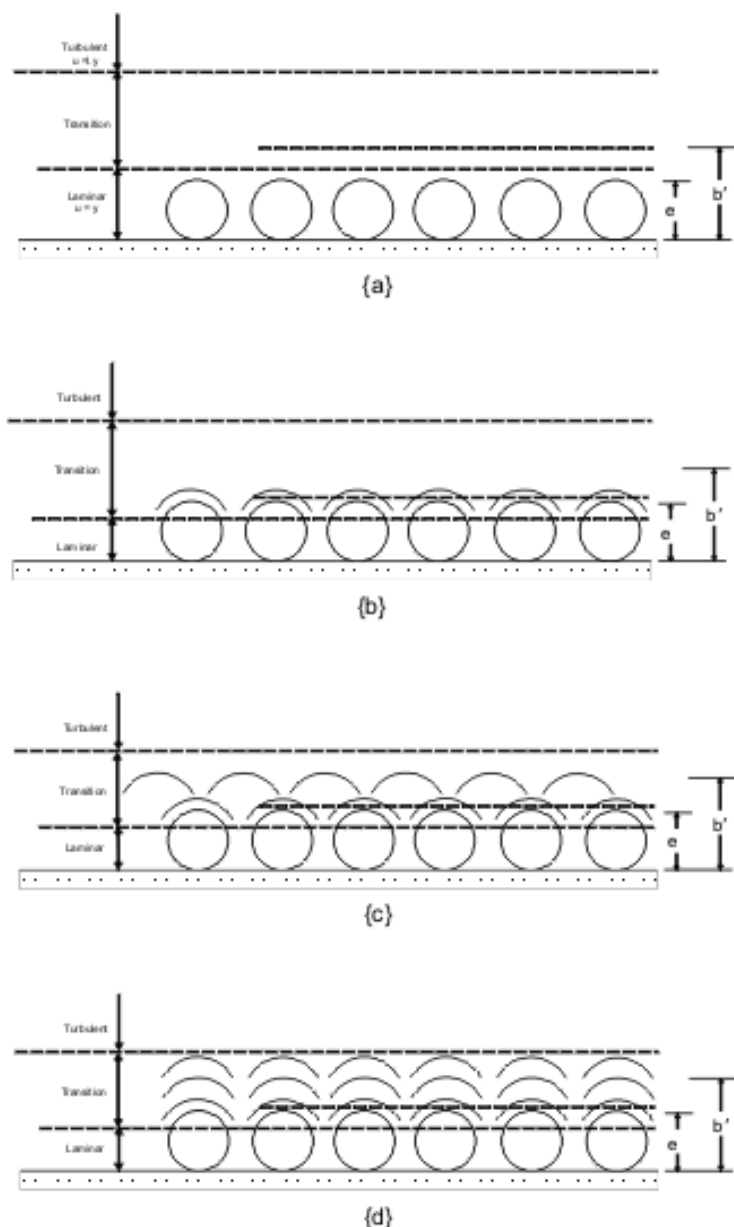 Turbulent
Transition
Laminar
u = y
e
b'
{a}
Turbulent
Transition
Laminar
e
b'
{b}
Turbulent
Transition
Laminar
e
b'
{c}
Turbulent
Transition
Laminar
e
b'
{d}